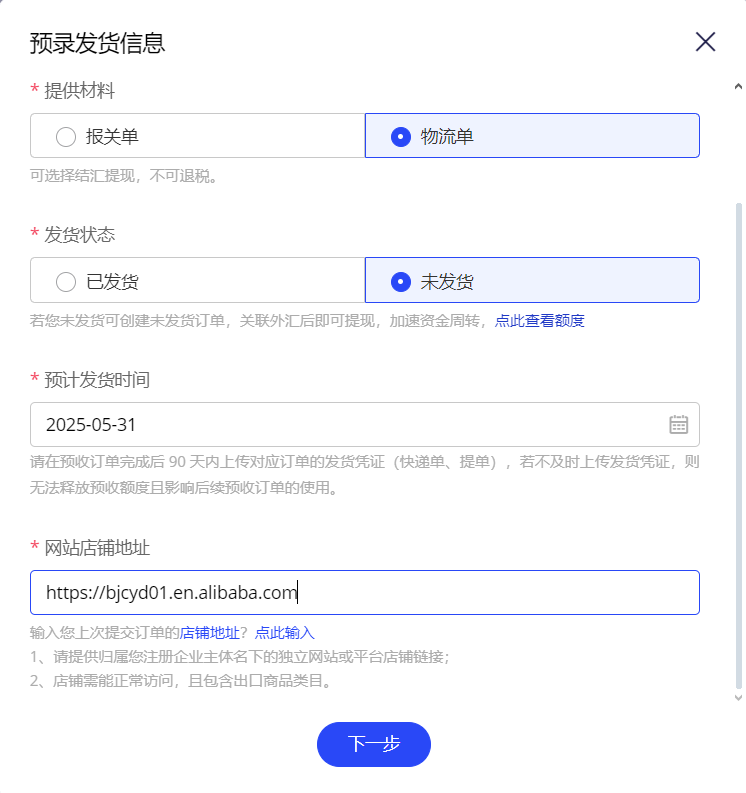 预录发货信息
* 提供材料
报关单
物流单
可选择结汇提现，不可退税。
* 发货状态
已发货
未发货
若您未发货可创建未发货订单，关联外汇后即可提现，加速资金周转，点此查看额度
* 预计发货时间
2025-05-31
请在预收订单完成后 90 天内上传对应订单的发货凭证（快递单、提单），若不及时上传发货凭证，则
无法释放预收额度且影响后续预收订单的使用。
* 网站店铺地址
https://bjcyd01.en.alibaba.com
输入您上次提交订单的店铺地址？点此输入
1、请提供归属您注册企业主体名下的独立网站或平台店铺链接；
2、店铺需能正常访问，且包含出口商品类目。
下一步